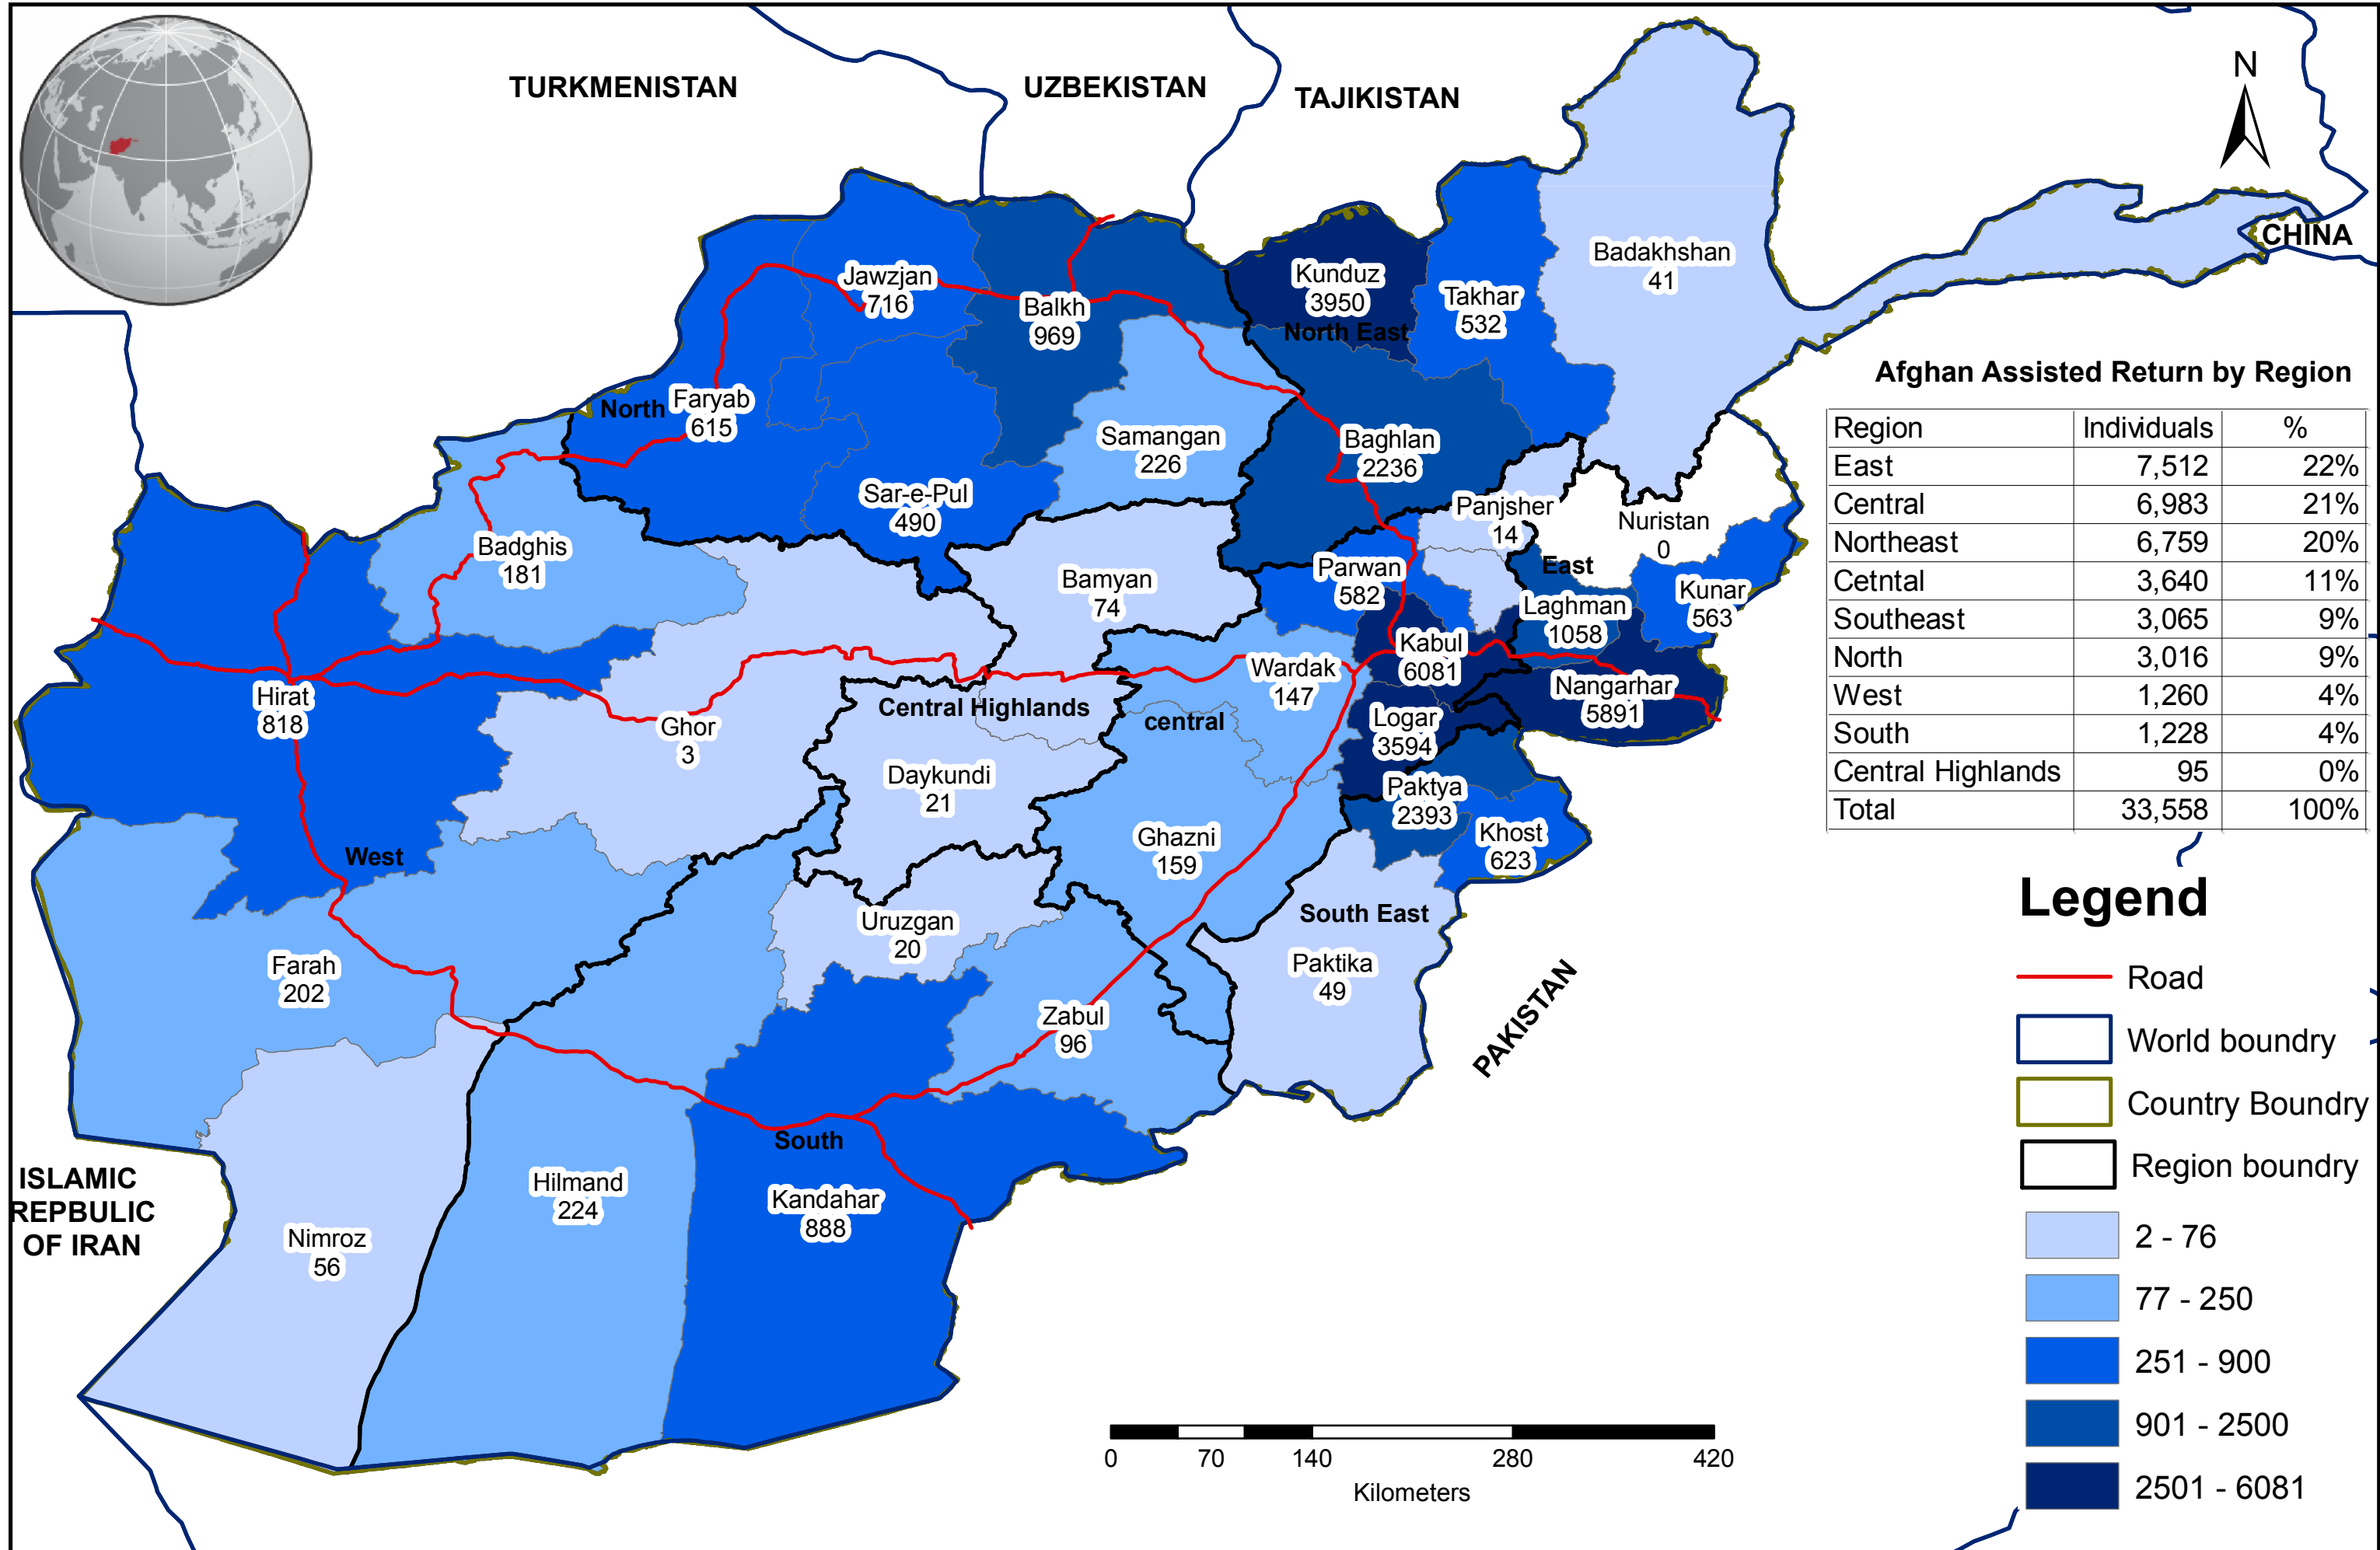 TURKMENISTAN
UZBEKISTAN
TAJIKISTAN
N
CHINA
Badakhshan
41
Kunduz
3950
North East
Takhar
532
Jawzjan
716
Balkh
969
North
Faryab
615
Samangan
226
Baghlan
2236
Sar-e-Pul
490
Panjsher
14
Nuristan
0
Badghis
181
Bamyan
74
Parwan
582
East
Laghman
1058
Kunar
563
Kabul
6081
Wardak
147
Nangarhar
5891
Hirat
818
Ghor
3
Central Highlands
central
Logar
3594
Daykundi
21
Paktya
2393
Ghazni
159
Khost
623
West
Uruzgan
20
South East
Farah
202
Paktika
49
Zabul
96
PAKISTAN
South
Hilmand
224
Kandahar
888
Nimroz
56
ISLAMIC
REPBULIC
OF IRAN
Afghan Assisted Return by Region
Region Individuals %
East 7,512 22%
Central 6,983 21%
Northeast 6,759 20%
Cetntal 3,640 11%
Southeast 3,065 9%
North 3,016 9%
West 1,260 4%
South 1,228 4%
Central Highlands 95 0%
Total 33,558 100%
Legend
Road
World boundry
Country Boundry
Region boundry
2 - 76
77 - 250
251 - 900
901 - 2500
2501 - 6081
0 70 140 280 420
Kilometers